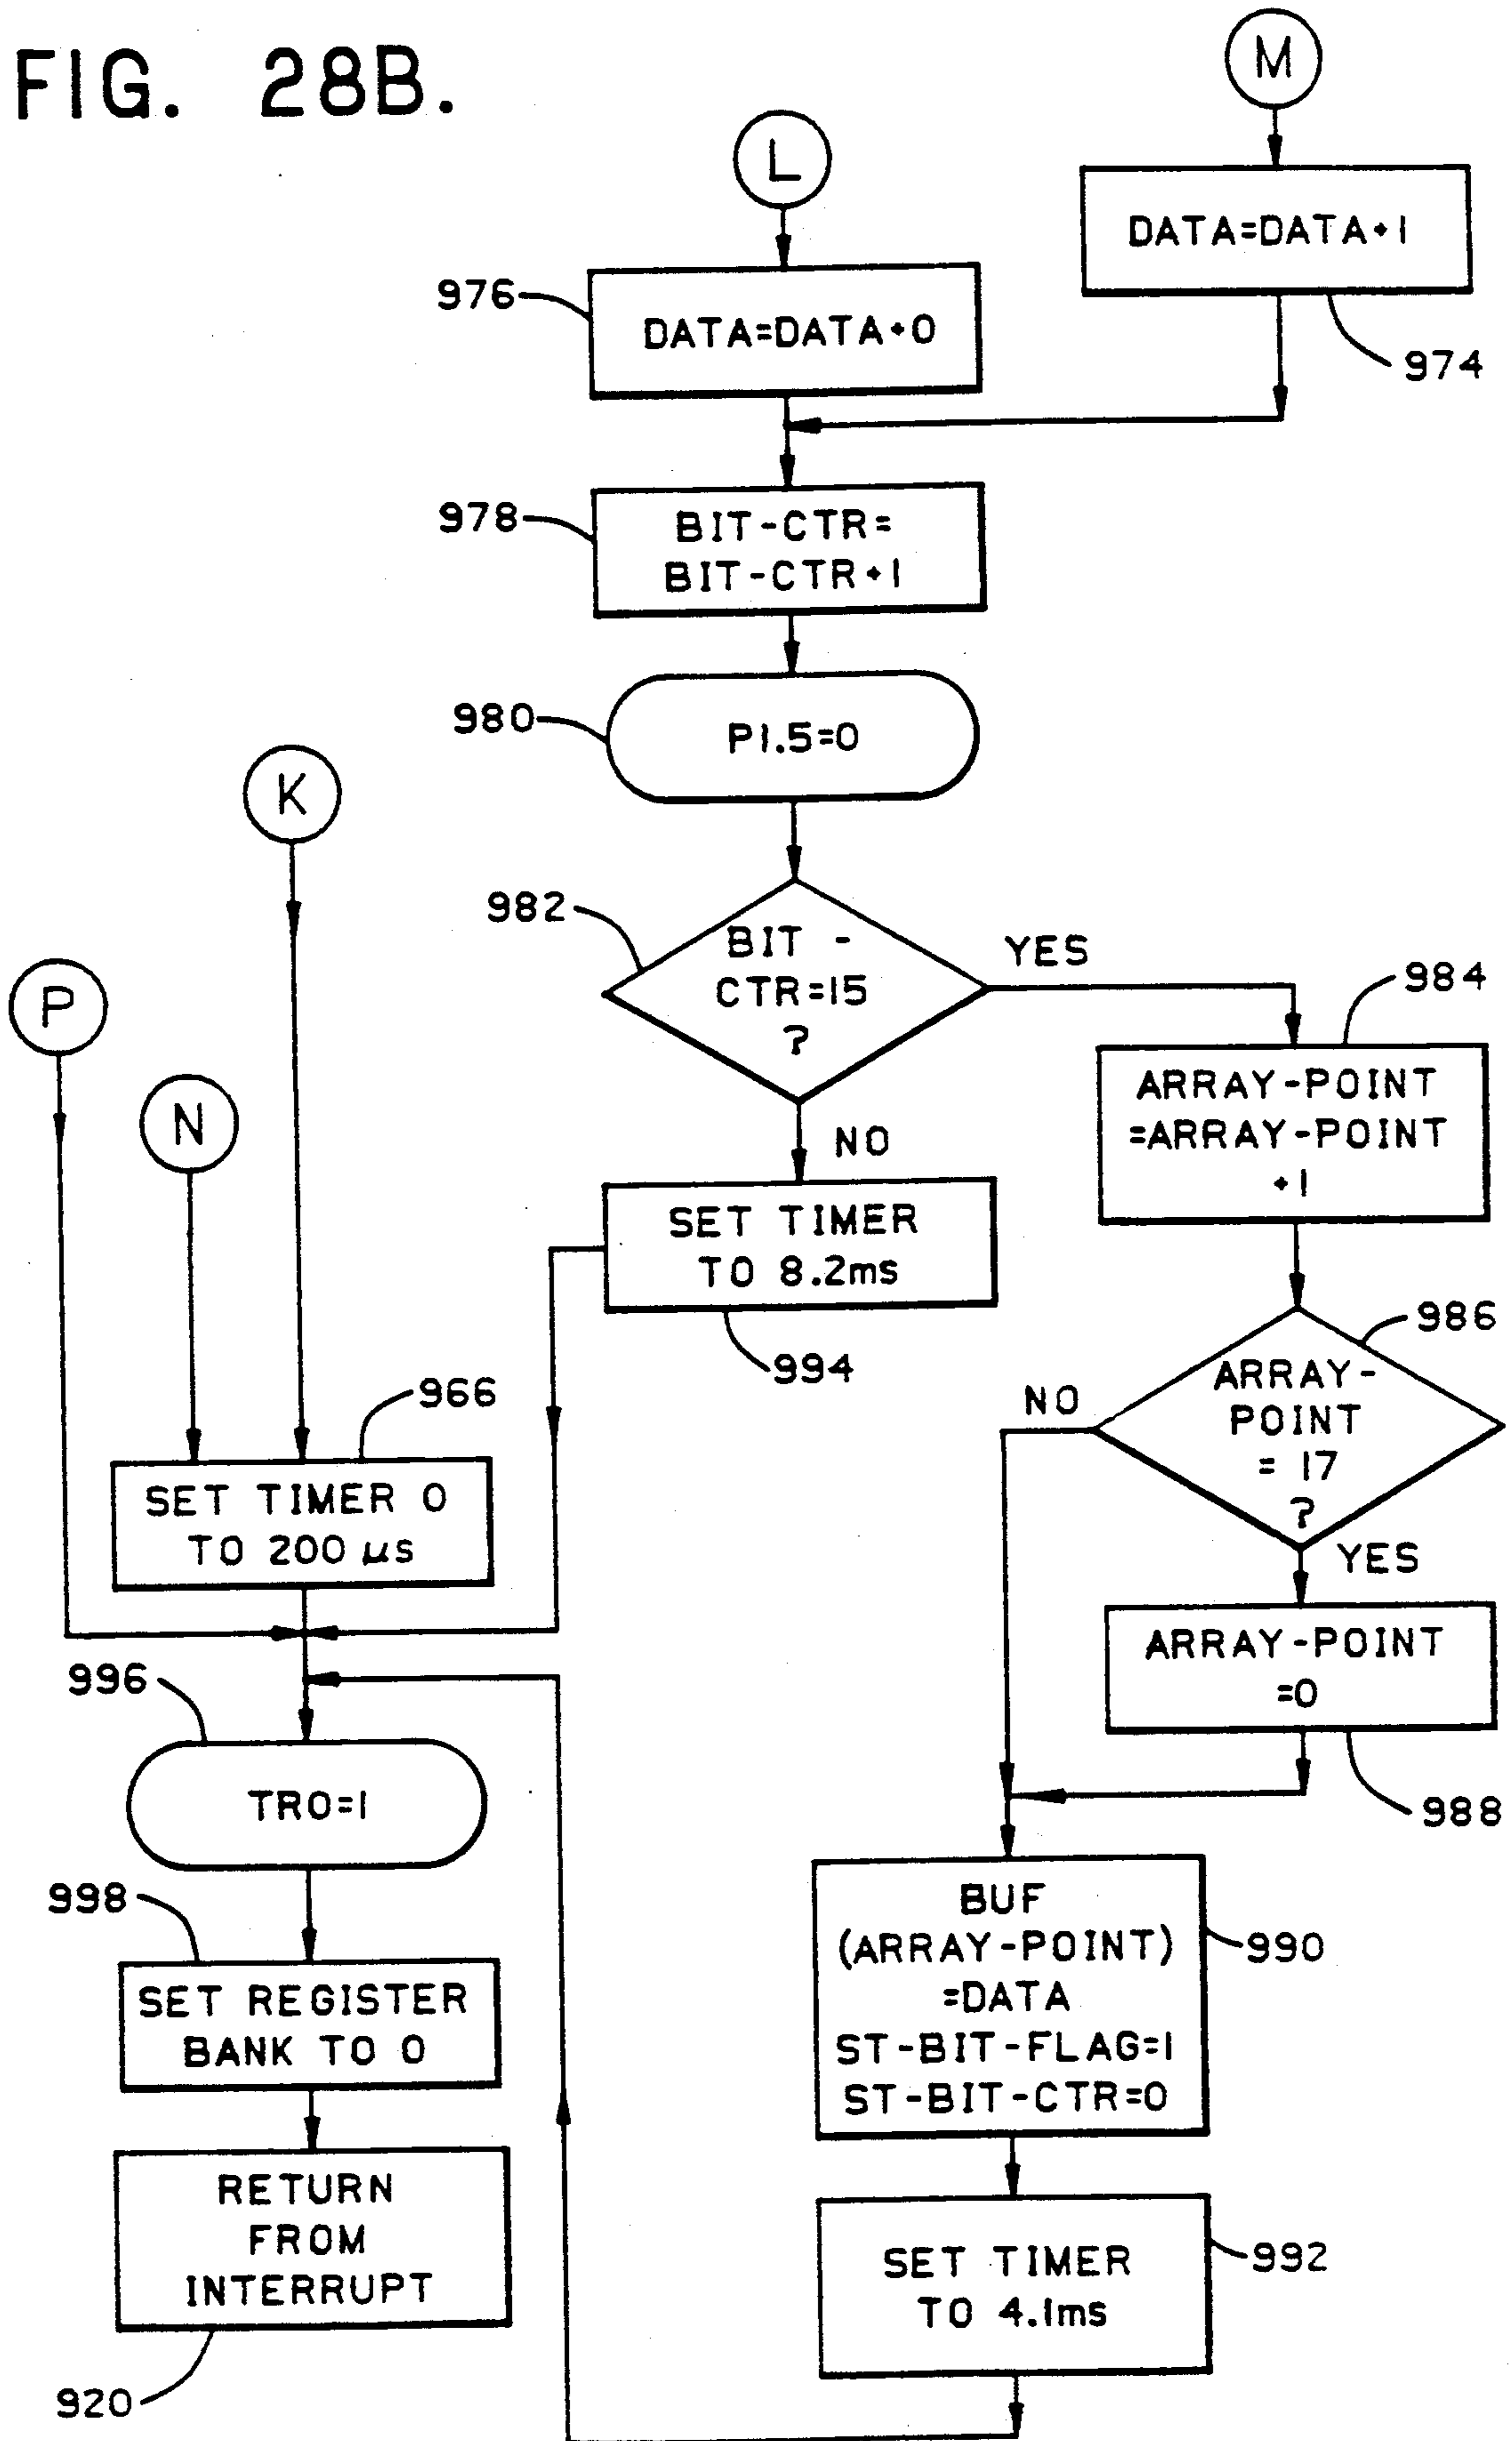 FIG. 28B.
M
L
DATA=DATA+1
974
976
DATA=DATA+0
978
BIT-CTR=
BIT-CTR+1
980
P1.5=0
K
982
BIT -
CTR=15
?
YES
NO
984
ARRAY-POINT
=ARRAY-POINT
+1
P
N
SET TIMER
TO 8.2ms
994
986
ARRAY-
POINT
= 17
?
NO
YES
966
SET TIMER 0
TO 200 µs
ARRAY-POINT
=0
988
996
TR0=1
998
SET REGISTER
BANK TO 0
BUF
(ARRAY-POINT)
=DATA
ST-BIT-FLAG=1
ST-BIT-CTR=0
990
RETURN
FROM
INTERRUPT
920
SET TIMER
TO 4.1ms
992